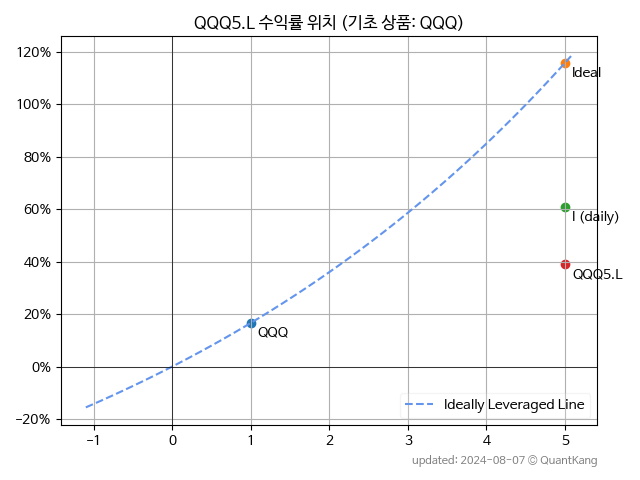 QQQ5.L 수익률 위치 (기초 상품: QQQ)
120%
100%
80%
60%
40%
20%
0%
−20%
Ideal
I (daily)
QQQ5.L
QQQ
Ideally Leveraged Line
−1 0 1 2 3 4 5
updated: 2024-08-07 © QuantKang